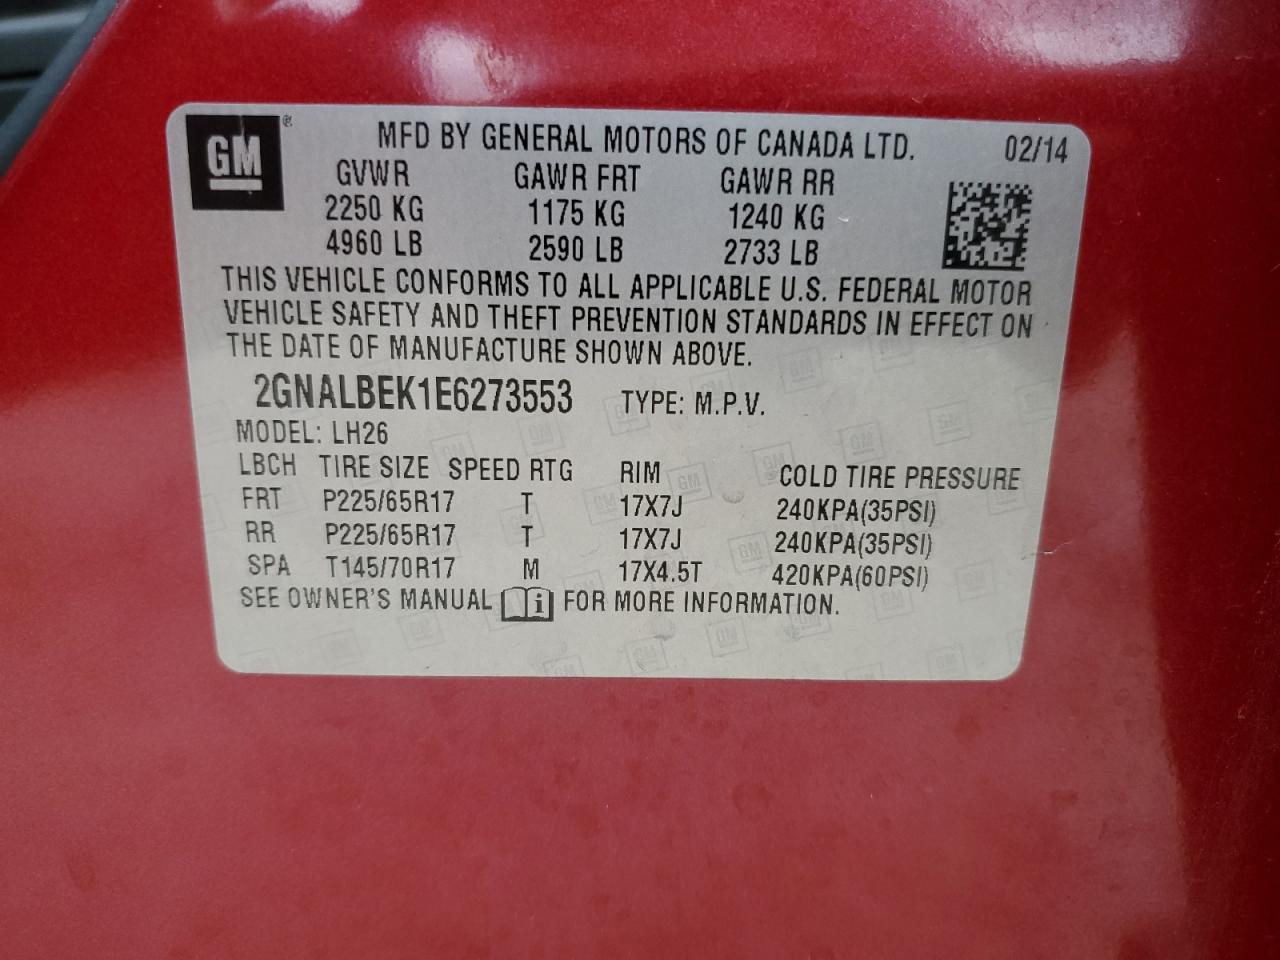 GM® MFD BY GENERAL MOTORS OF CANADA LTD. 02/14
GVWR GAWR FRT GAWR RR
2250 KG 1175 KG 1240 KG
4960 LB 2590 LB 2733 LB
THIS VEHICLE CONFORMS TO ALL APPLICABLE U.S. FEDERAL MOTOR
VEHICLE SAFETY AND THEFT PREVENTION STANDARDS IN EFFECT ON
THE DATE OF MANUFACTURE SHOWN ABOVE.
2GNALBEK1E6273553 TYPE: M.P.V.
MODEL: LH26
LBCH TIRE SIZE SPEED RTG RIM COLD TIRE PRESSURE
FRT P225/65R17 T 17X7J 240KPA(35PSI)
RR P225/65R17 T 17X7J 240KPA(35PSI)
SPA T145/70R17 M 17X4.5T 420KPA(60PSI)
SEE OWNER'S MANUAL i FOR MORE INFORMATION.